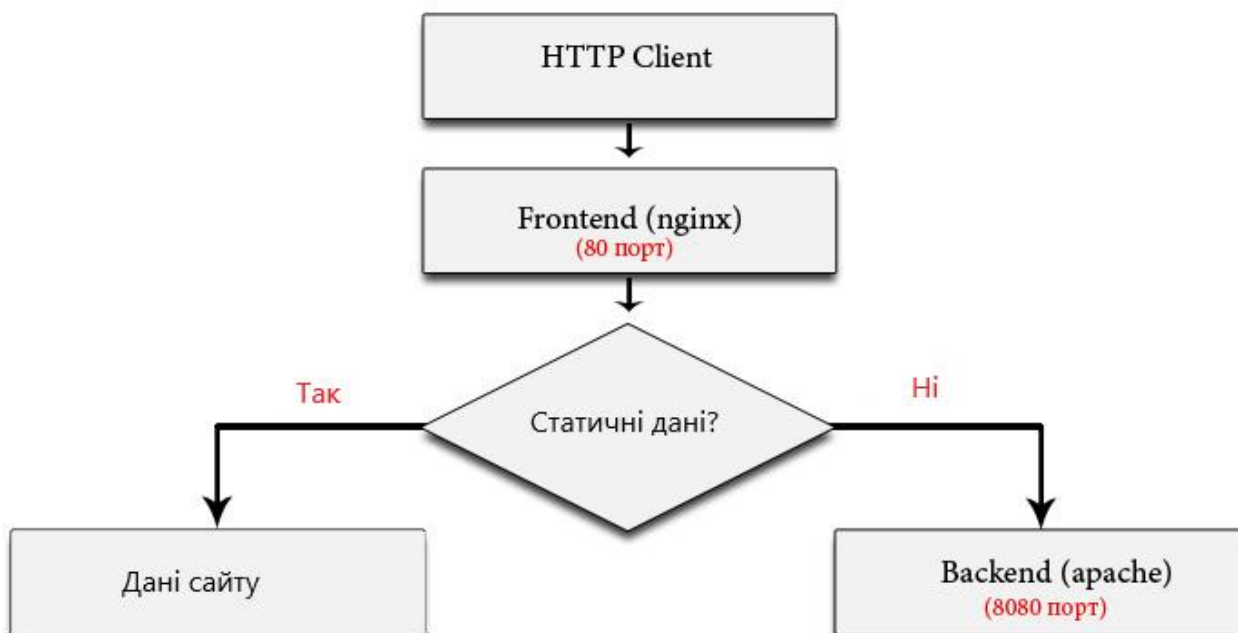 HTTP Client
Frontend (nginx)
(80 порт)
Так
Ні
Статичні дані?
Дані сайту
Backend (apache)
(8080 порт)